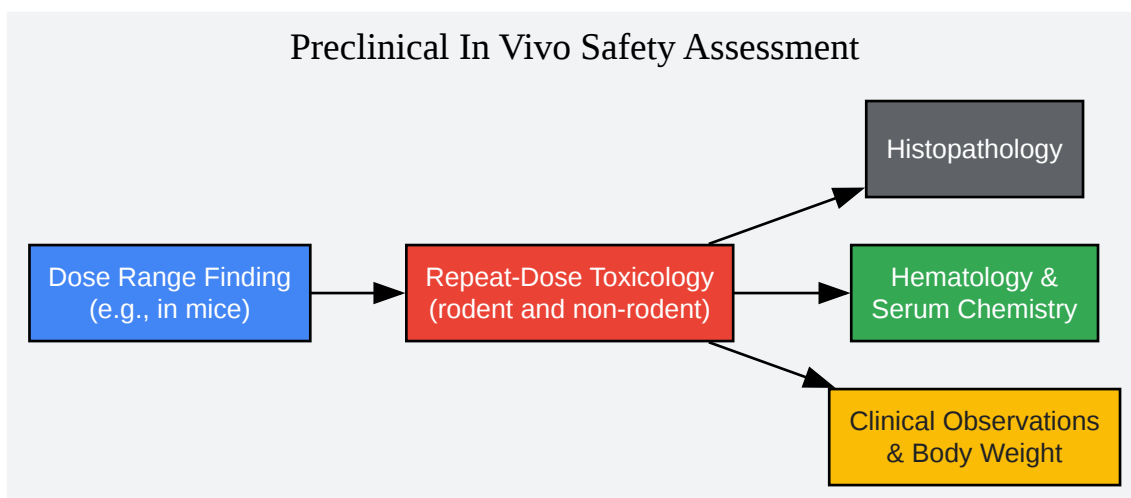 Preclinical In Vivo Safety Assessment
Dose Range Finding
(e.g., in mice)
Repeat-Dose Toxicology
(rodent and non-rodent)
Histopathology
Hematology &
Serum Chemistry
Clinical Observations
& Body Weight